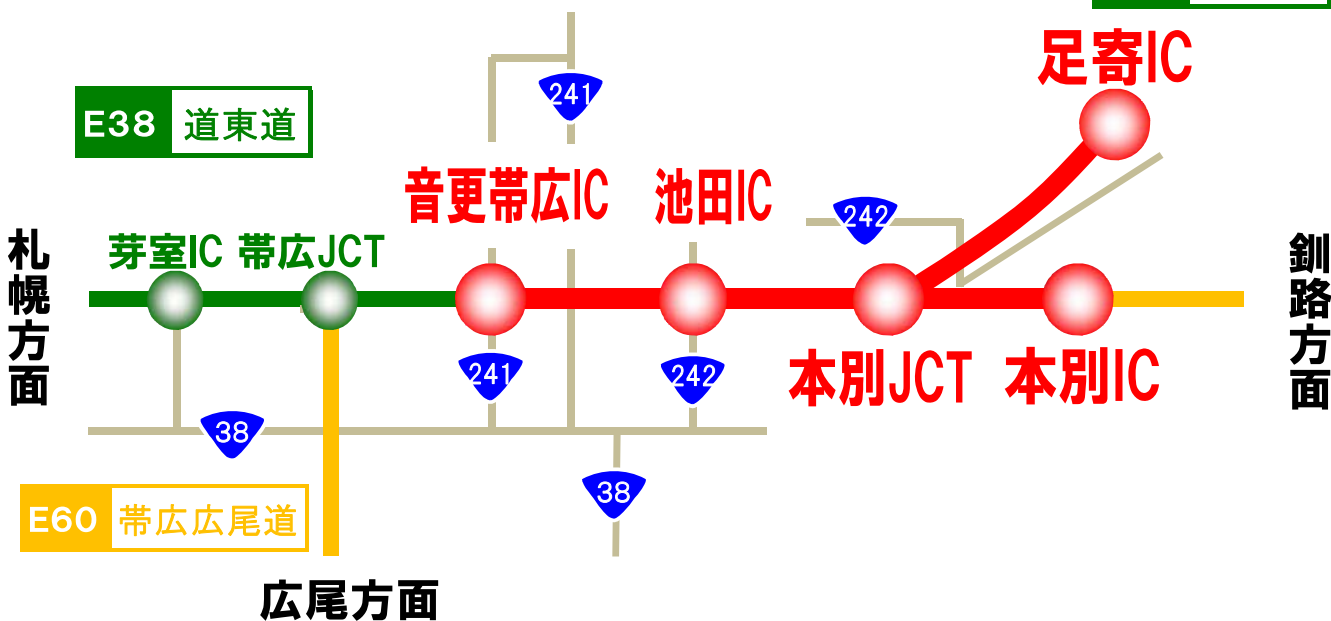 足寄IC
241
E38 道東道
音更帯広IC
池田IC
242
札幌方面
芽室IC
帯広JCT
釧路方面
241
242
本別JCT
本別IC
38
38
E60 帯広広尾道
広尾方面